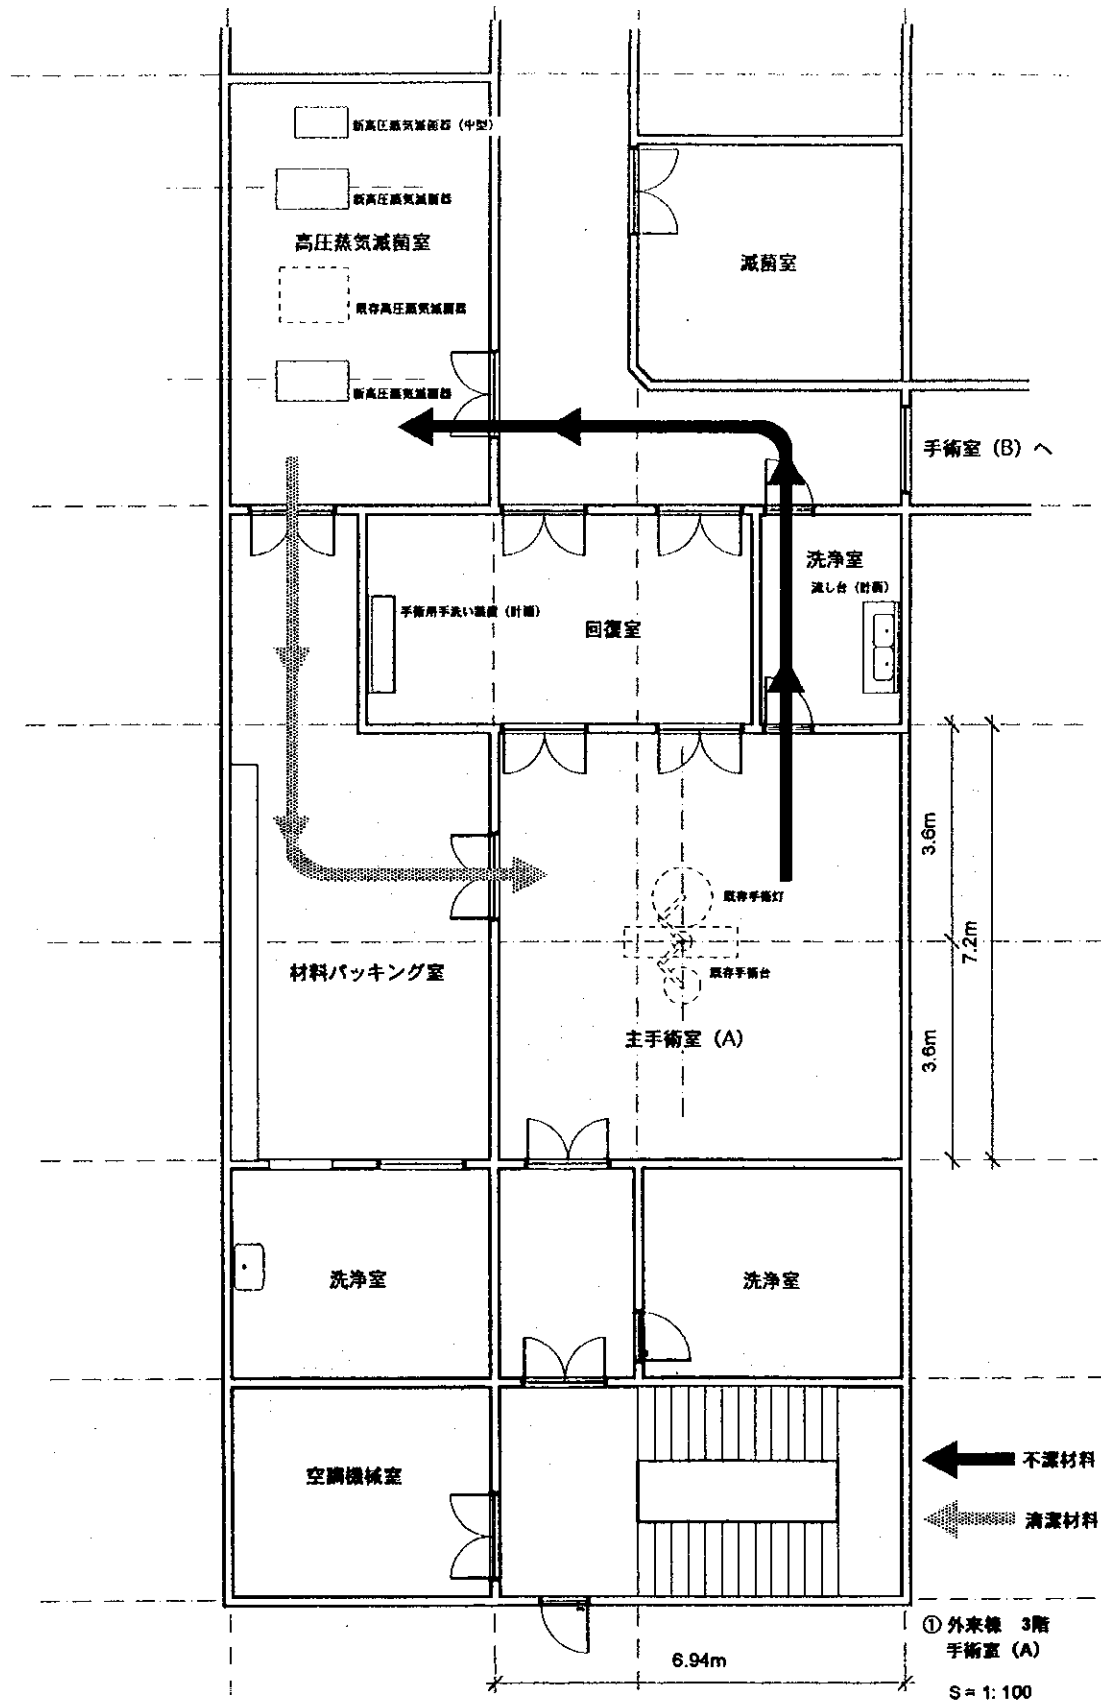 新高圧蒸気滅菌器 (中型)
新高圧蒸気滅菌器
高圧蒸気滅菌室
滅菌室
既存高圧蒸気滅菌器
新高圧蒸気滅菌器
手術室 (B) へ
洗浄室
流し台 (計画)
手術用手洗い装置 (計画)
回復室
3.6m
既存手術灯
7.2m
材料パッキング室
既存手術台
主手術室 (A)
3.6m
洗浄室
洗浄室
空調機械室
不潔材料
清潔材料
① 外来棟 3階
手術室 (A)
6.94m
S = 1: 100